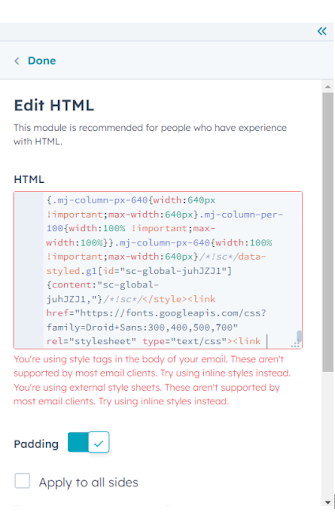 «
< Done
Edit HTML
This module is recommended for people who have experience
with HTML.
HTML
{.mj-column-px-640{width:640px
!important;max-width:640px}.mj-column-per-
100{width:100% !important;max-
width:100%}}.mj-column-px-640{width:100%
!important;max-width:640px}/*!sc*/data-
styled.g1[id="sc-global-juhJZJ1"]
{content:"sc-global-
juhJZJ1,"}/*!sc*/</style><link
href="https://fonts.googleapis.com/css?
family=Droid+Sans:300,400,500,700"
rel="stylesheet" type="text/css"><link
You're using style tags in the body of your email. These aren't
supported by most email clients. Try using inline styles instead.
You're using external style sheets. These aren't supported by
most email clients. Try using inline styles instead.
Padding
Apply to all sides